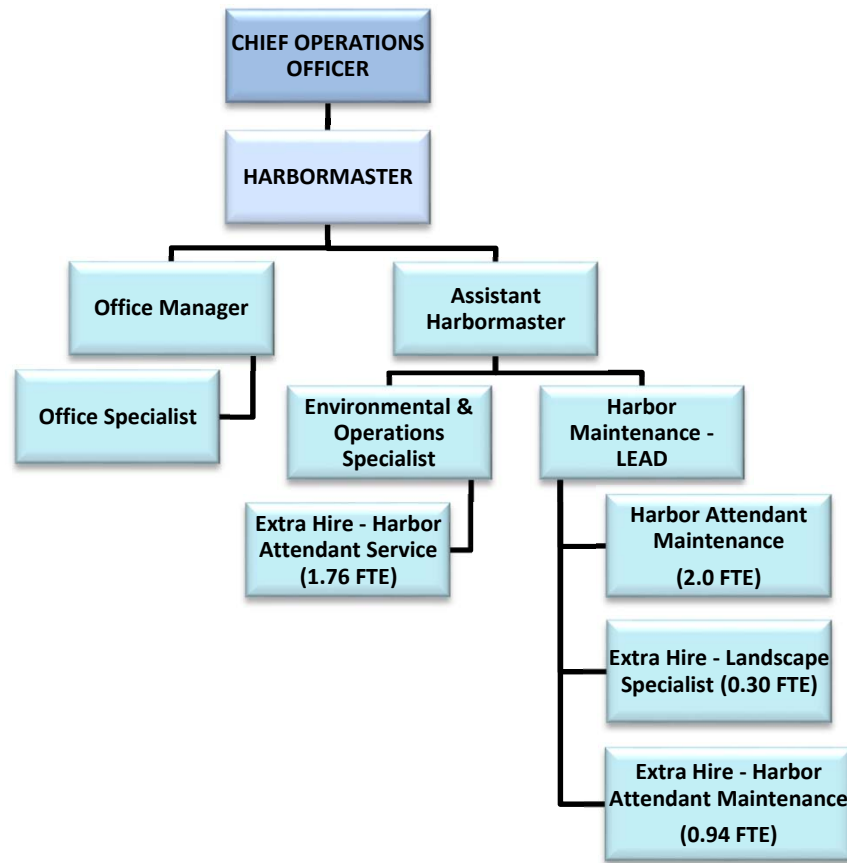 CHIEF OPERATIONS
OFFICER
HARBORMASTER
Office Manager
Assistant
Harbormaster
Office Specialist
Environmental &
Operations
Specialist
Harbor
Maintenance -
LEAD
Extra Hire - Harbor
Attendant Service
(1.76 FTE)
Harbor Attendant
Maintenance
(2.0 FTE)
Extra Hire - Landscape
Specialist (0.30 FTE)
Extra Hire - Harbor
Attendant Maintenance
(0.94 FTE)